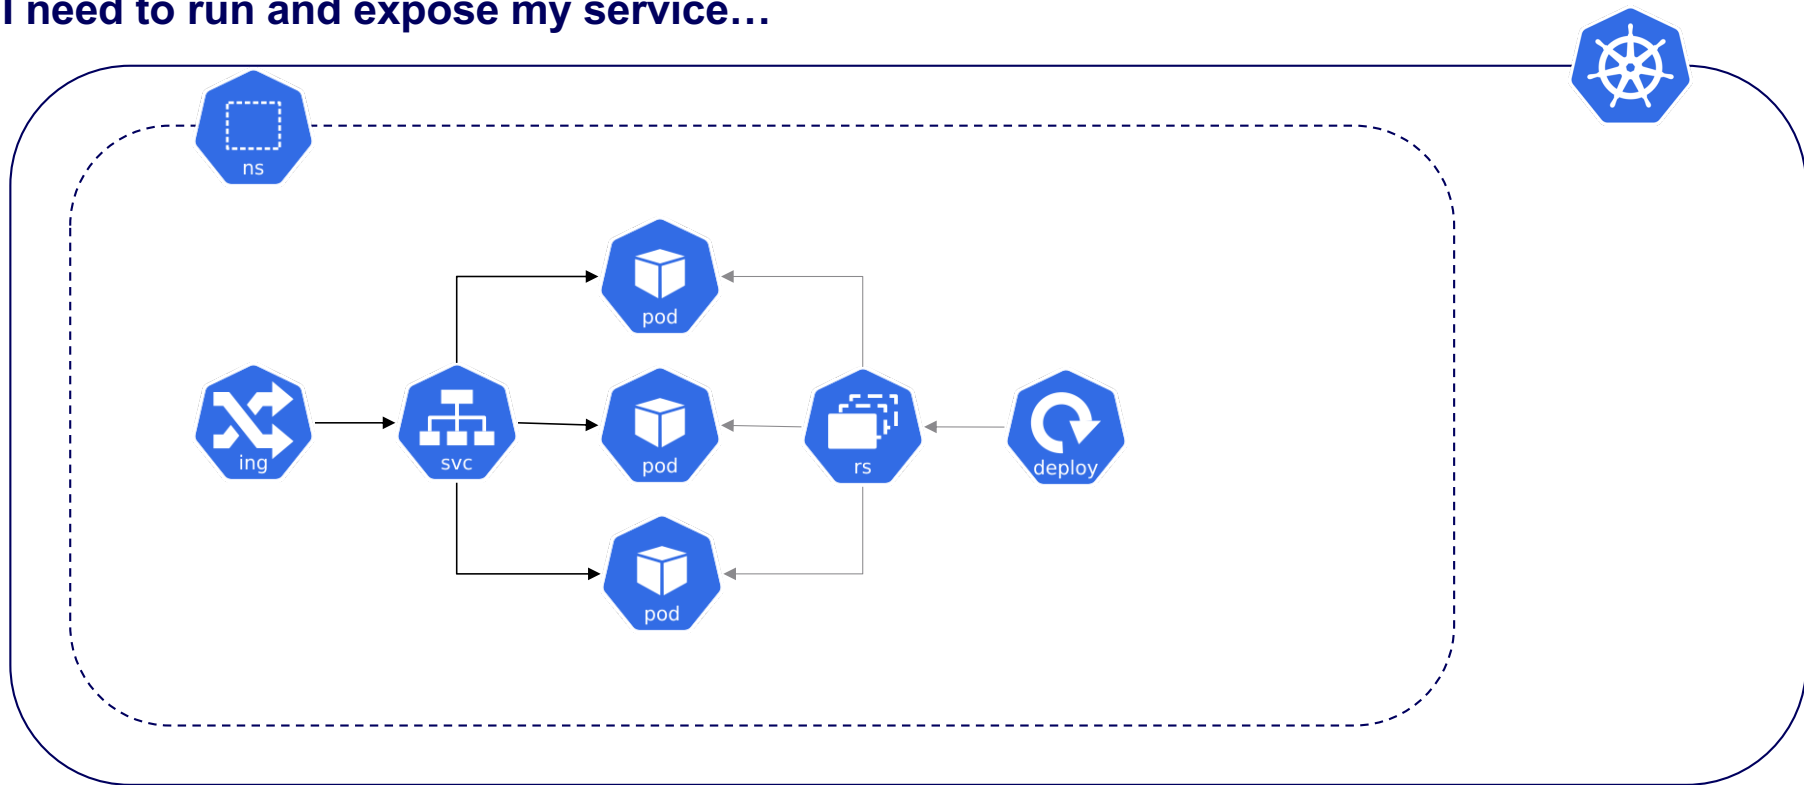 I need to run and expose my service…
ns
pod
ing
svc
pod
rs
deploy
pod